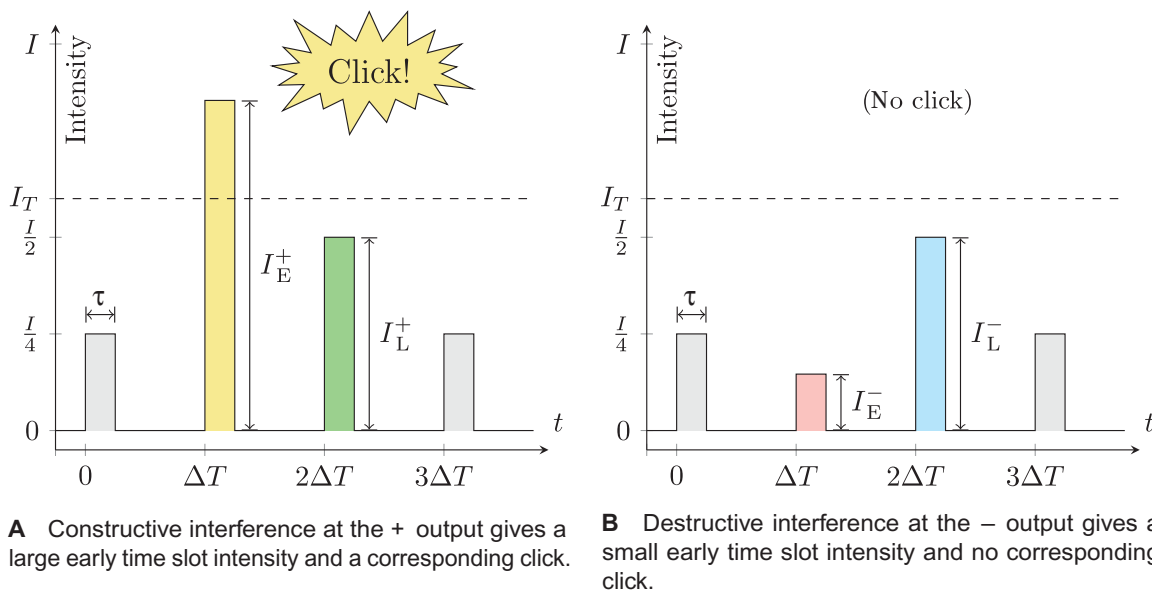 I
Intensity
Click!
I_T
I/2
I_E^+
τ
I_L^+
I/4
0
t
0 ΔT 2ΔT 3ΔT
A Constructive interference at the + output gives a
large early time slot intensity and a corresponding click.
I
Intensity
(No click)
I_T
I/2
τ
I_L^-
I/4
I_E^-
0
t
0 ΔT 2ΔT 3ΔT
B Destructive interference at the – output gives a
small early time slot intensity and no corresponding
click.